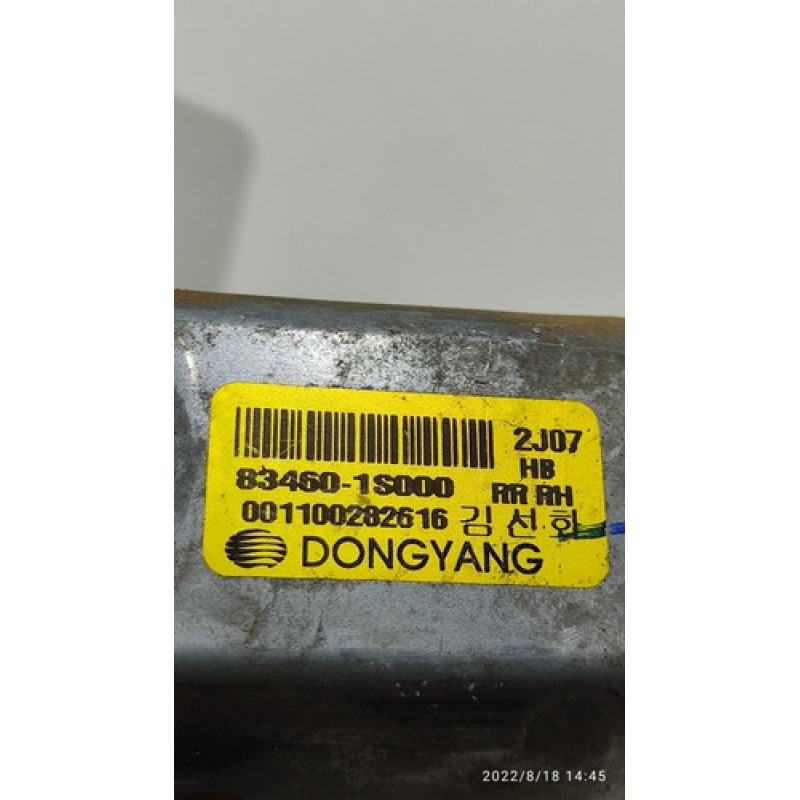 2J07
HB
83460-1S000 RR RH
001100282616 김선화
DONGYANG
2022/8/18 14:45